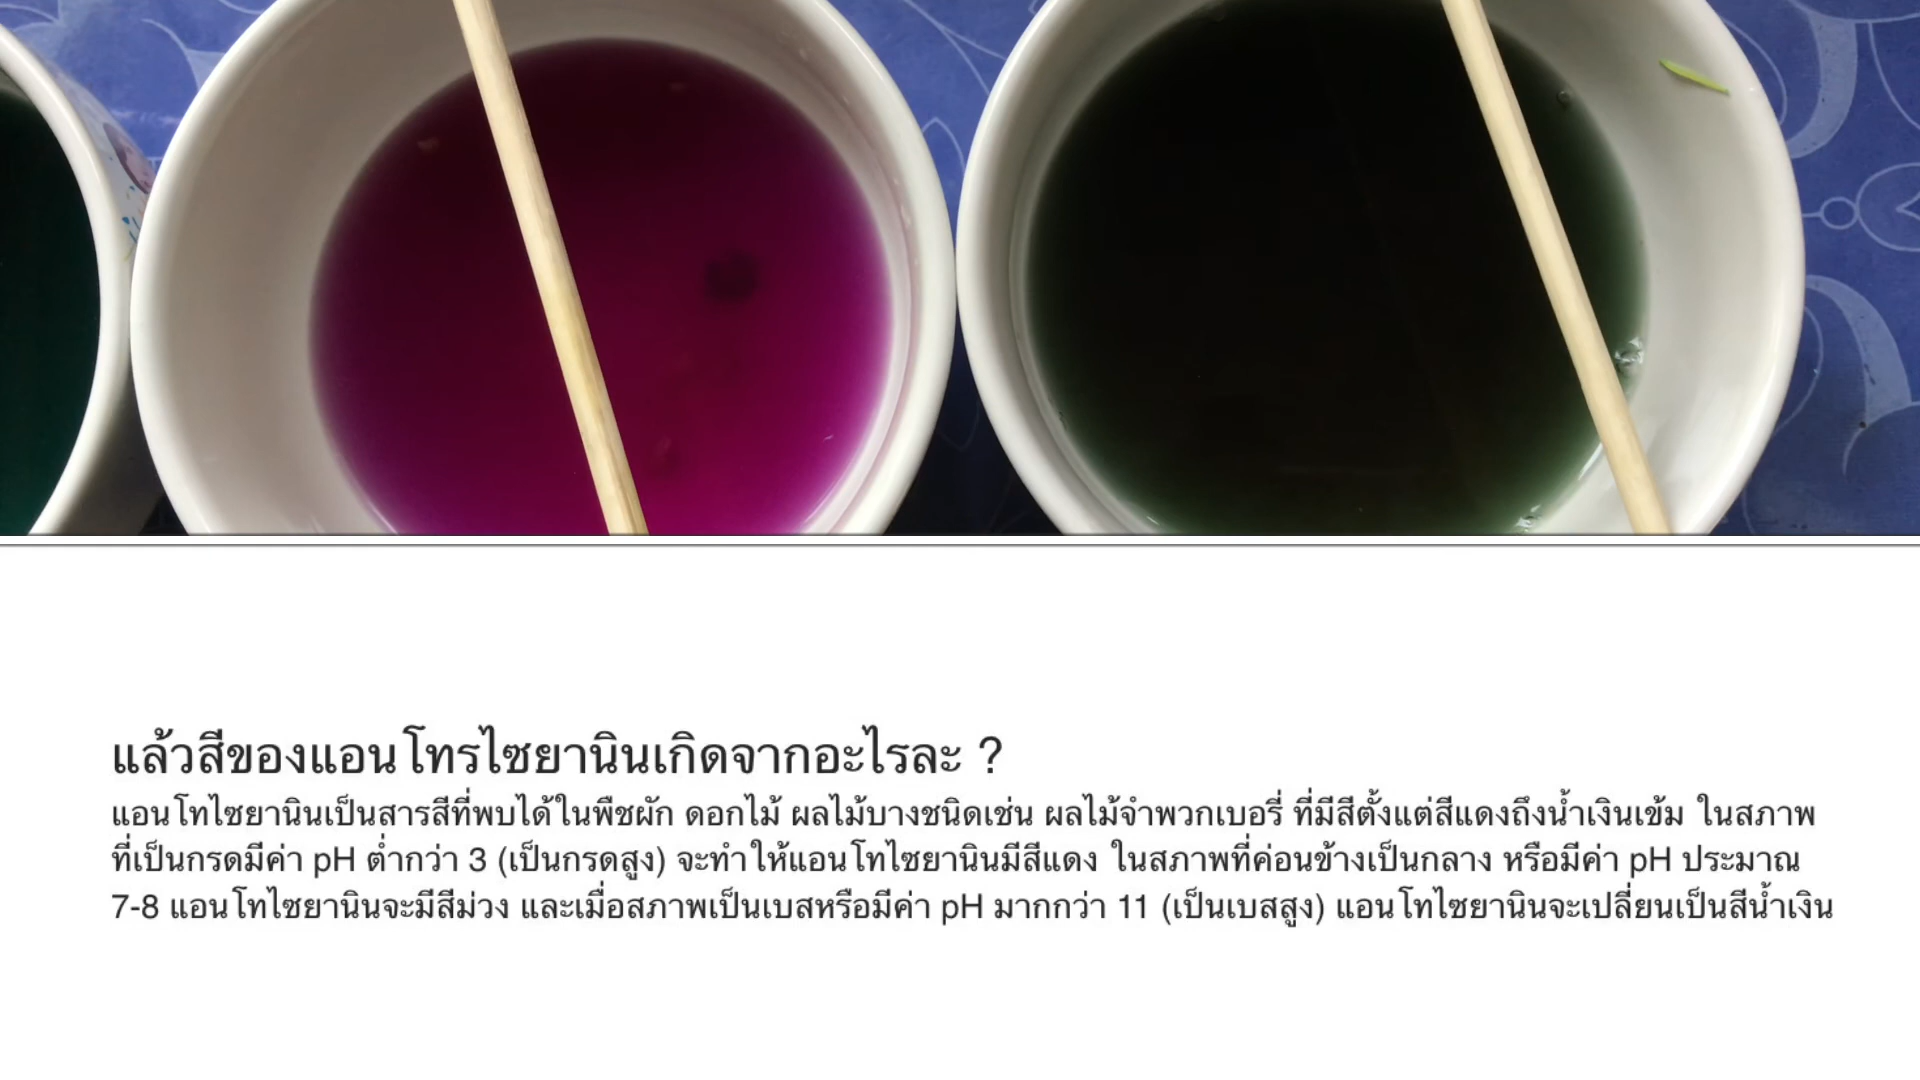 แล้วสีของแอนโทรไซยานินเกิดจากอะไรละ ?
แอนโทไซยานินเป็นสารสีที่พบได้ในพืชผัก ดอกไม้ ผลไม้บางชนิดเช่น ผลไม้จำพวกเบอรี่ ที่มีสีตั้งแต่สีแดงถึงน้ำเงินเข้ม ในสภาพ
ที่เป็นกรดมีค่า pH ต่ำกว่า 3 (เป็นกรดสูง) จะทำให้แอนโทไซยานินมีสีแดง ในสภาพที่ค่อนข้างเป็นกลาง หรือมีค่า pH ประมาณ
7-8 แอนโทไซยานินจะมีสีม่วง และเมื่อสภาพเป็นเบสหรือมีค่า pH มากกว่า 11 (เป็นเบสสูง) แอนโทไซยานินจะเปลี่ยนเป็นสีน้ำเงิน